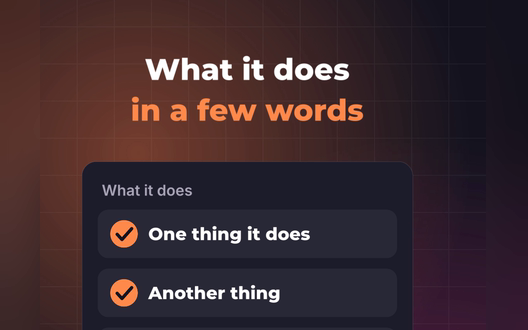 What it does
in a few words
What it does
One thing it does
Another thing